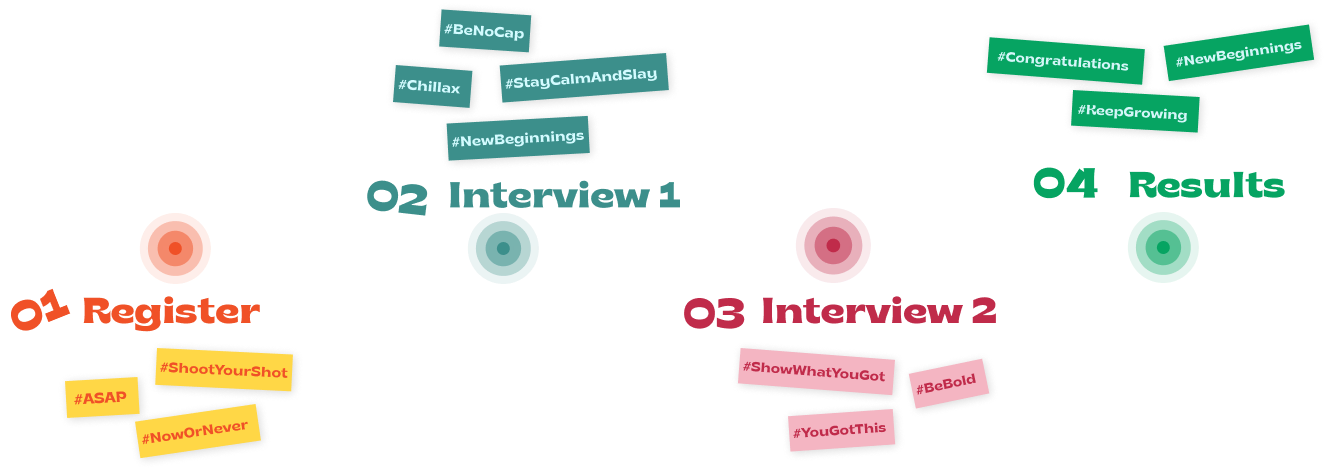 01 Register
#ShootYourShot
#ASAP
#NowOrNever
#BeNoCap
#Chillax
#StayCalmAndSlay
#NewBeginnings
02 Interview 1
03 Interview 2
#ShowWhatYouGot
#BeBold
#YouGotThis
#Congratulations
#NewBeginnings
#KeepGrowing
04 Results